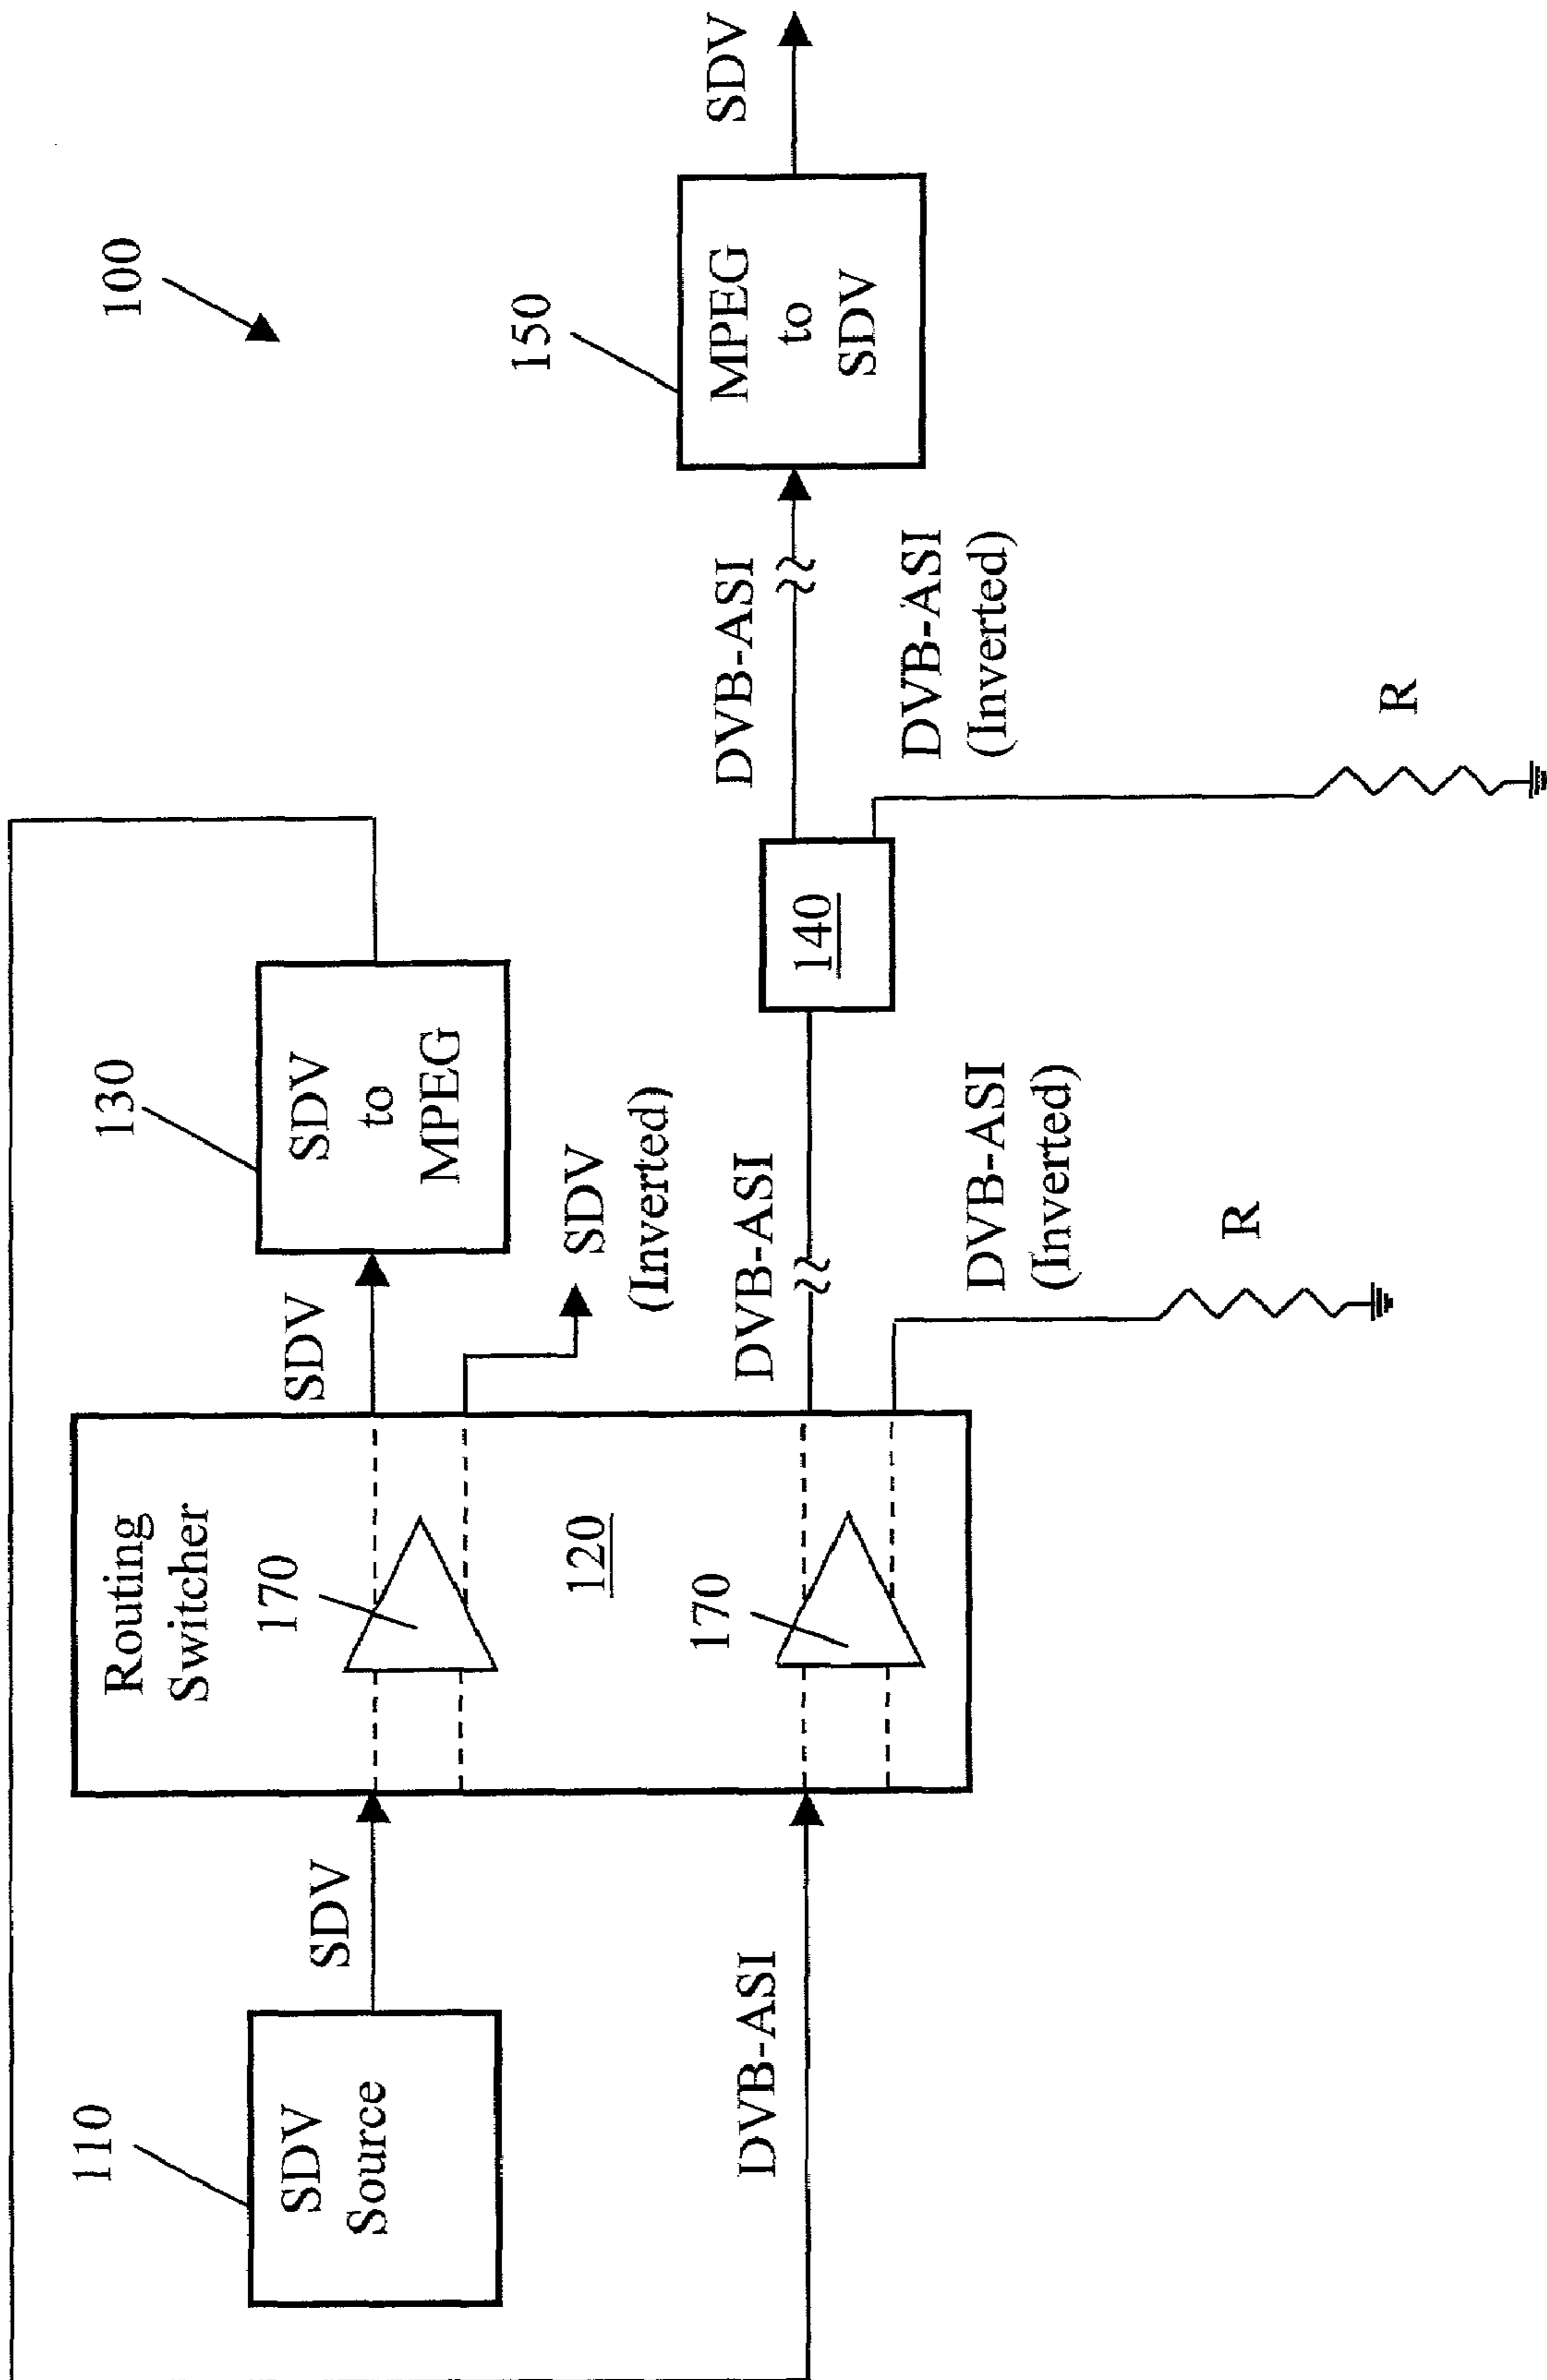 100
110
SDV
Source
SDV
Routing
Switcher
170
120
170
SDV
130
SDV
to
MPEG
SDV
(Inverted)
DVB-ASI
DVB-ASI
DVB-ASI
(Inverted)
R
140
DVB-ASI
DVB-ASI
(Inverted)
R
150
MPEG
to
SDV
SDV